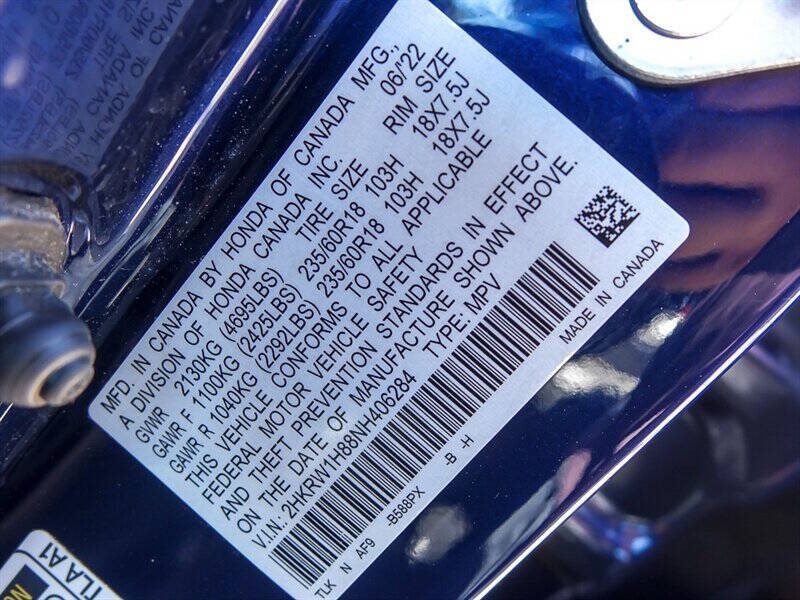 MFD. IN CANADA BY HONDA OF CANADA MFG.,
A DIVISION OF HONDA CANADA INC. 06/22
GVWR 2130KG (4695LBS) TIRE SIZE RIM SIZE
GAWR F 1100KG (2425LBS) 235/60R18 103H 18X7.5J
GAWR R 1040KG (2292LBS) 235/60R18 103H 18X7.5J
THIS VEHICLE CONFORMS TO ALL APPLICABLE
FEDERAL MOTOR VEHICLE SAFETY
AND THEFT PREVENTION STANDARDS IN EFFECT
ON THE DATE OF MANUFACTURE SHOWN ABOVE.
V.I.N.: 2HKRW1H88NH406284 TYPE: MPV
TLK N AF9 -B588PX -B -H MADE IN CANADA
TLA A1